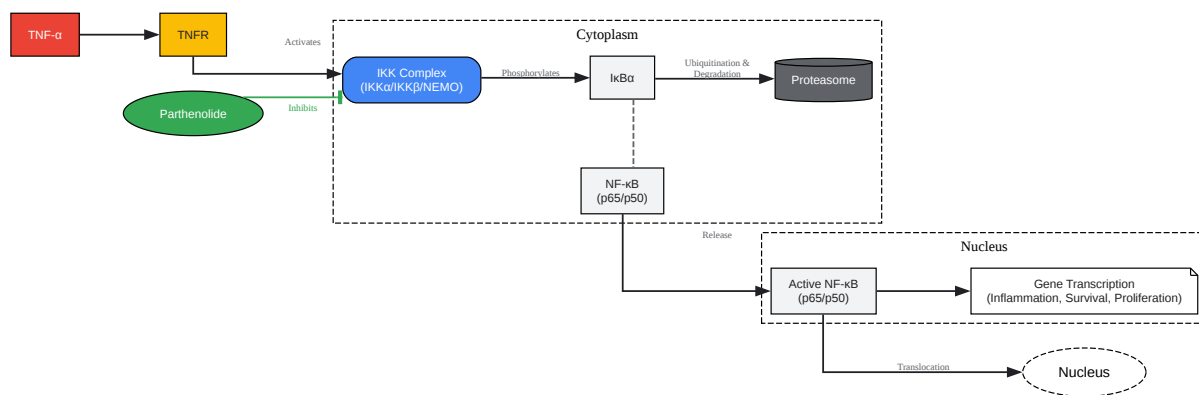 TNF-α
TNFR
Activates
Cytoplasm
IKK Complex
(IKKα/IKKβ/NEMO)
Phosphorylates
IκBα
Ubiquitination &
Degradation
Proteasome
Parthenolide
Inhibits
NF-κB
(p65/p50)
Release
Nucleus
Active NF-κB
(p65/p50)
Gene Transcription
(Inflammation, Survival, Proliferation)
Translocation
Nucleus